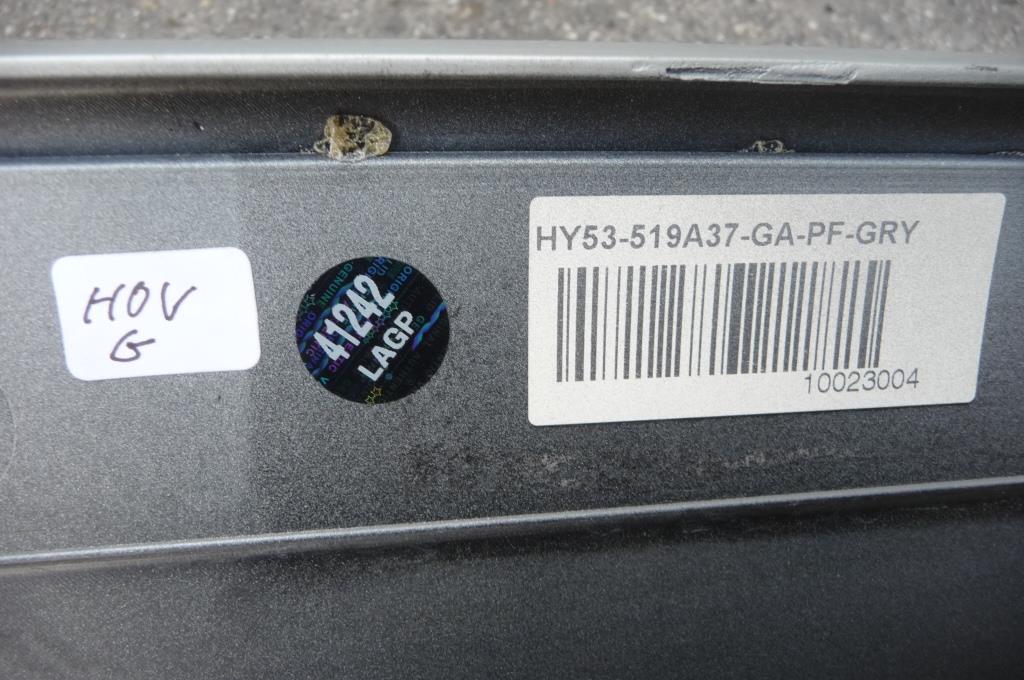 HOV
G
41242
LAGP
HY53-519A37-GA-PF-GRY
10023004